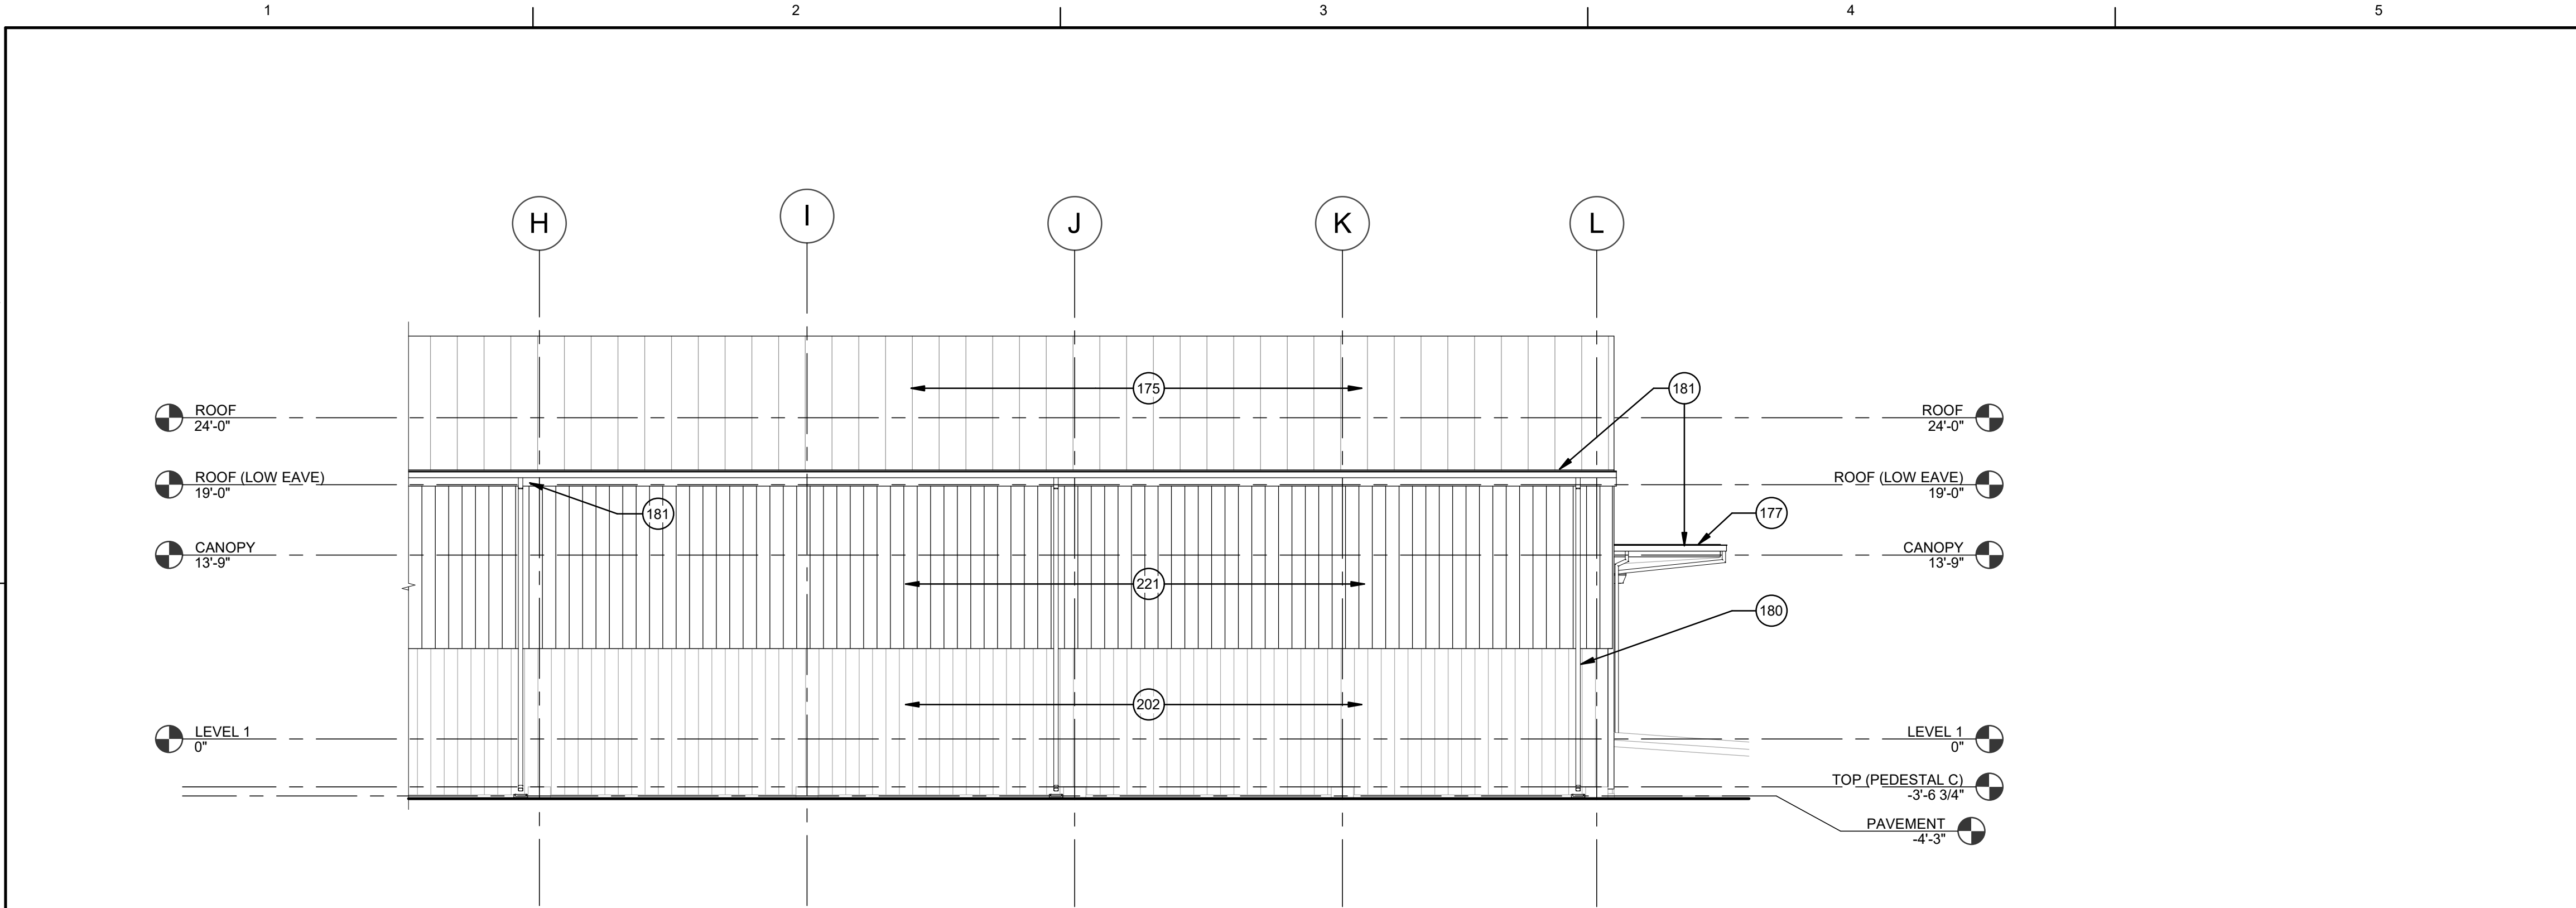 1 2 3 4 5
H I J K L
175 181
ROOF ROOF
24'-0" 24'-0"
ROOF (LOW EAVE) ROOF (LOW EAVE)
19'-0" 19'-0"
181 177
CANOPY CANOPY
13'-9" 13'-9"
221
180
202
LEVEL 1 LEVEL 1
0" 0"
TOP (PEDESTAL C)
-3'-6 3/4"
PAVEMENT
-4'-3"